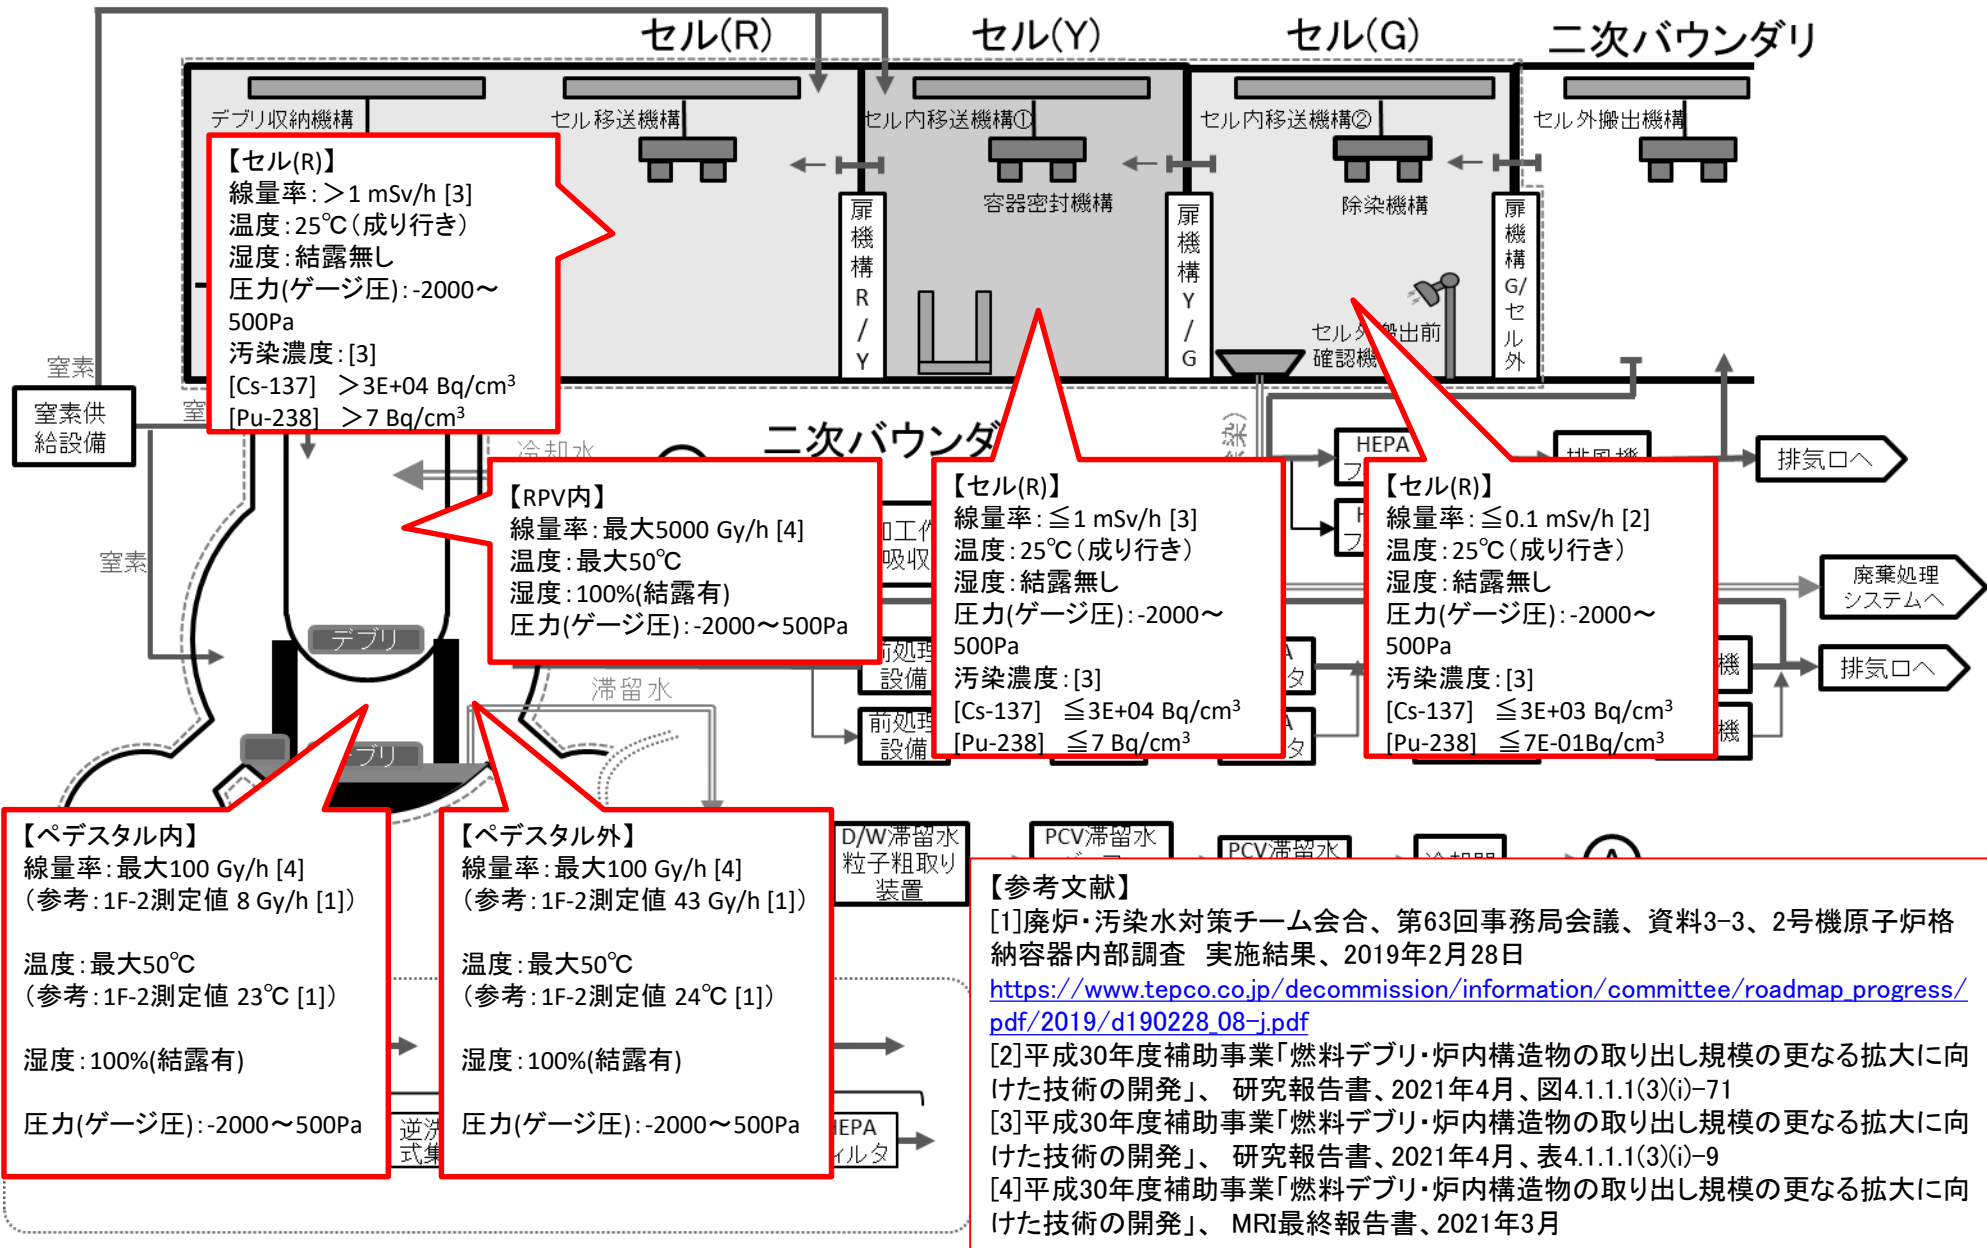 セル(R)
セル(Y)
セル(G)
二次バウンダリ
デブリ収納機構
セル移送機構
セル内移送機構①
セル内移送機構②
セル外搬出機構
容器密封機構
除染機構
扉機構R/Y
扉機構Y/G
扉機構G/セル外
確認機
【セル(R)】
線量率:＞1 mSv/h [3]
温度:25℃（成り行き）
湿度:結露無し
圧力(ゲージ圧):-2000～
500Pa
汚染濃度:[3]
[Cs-137] ＞3E+04 Bq/cm³
[Pu-238] ＞7 Bq/cm³
窒素
窒素供
給設備
窒素
冷却水
二次バウンダ
HEPA
排風機
排気口へ
【RPV内】
線量率:最大5000 Gy/h [4]
温度:最大50℃
湿度:100%(結露有)
圧力(ゲージ圧):-2000～500Pa
【セル(R)】
線量率:≦1 mSv/h [3]
温度:25℃（成り行き）
湿度:結露無し
圧力(ゲージ圧):-2000～
500Pa
汚染濃度:[3]
[Cs-137] ≦3E+04 Bq/cm³
[Pu-238] ≦7 Bq/cm³
【セル(R)】
線量率:≦0.1 mSv/h [2]
温度:25℃（成り行き）
湿度:結露無し
圧力(ゲージ圧):-2000～
500Pa
汚染濃度:[3]
[Cs-137] ≦3E+03 Bq/cm³
[Pu-238] ≦7E-01Bq/cm³
吸収
廃棄処理
システムへ
デブリ
滞留水
前処理
設備
前処理
設備
機
排気口へ
機
【ペデスタル内】
線量率:最大100 Gy/h [4]
（参考:1F-2測定値 8 Gy/h [1]）
温度:最大50℃
（参考:1F-2測定値 23℃ [1]）
湿度:100%(結露有)
圧力(ゲージ圧):-2000～500Pa
【ペデスタル外】
線量率:最大100 Gy/h [4]
（参考:1F-2測定値 43 Gy/h [1]）
温度:最大50℃
（参考:1F-2測定値 24℃ [1]）
湿度:100%(結露有)
圧力(ゲージ圧):-2000～500Pa
D/W滞留水
粒子粗取り
装置
PCV滞留水
PCV滞留水
A
【参考文献】
[1]廃炉・汚染水対策チーム会合、第63回事務局会議、資料3-3、2号機原子炉格
納容器内部調査　実施結果、2019年2月28日
https://www.tepco.co.jp/decommission/information/committee/roadmap_progress/
pdf/2019/d190228_08-j.pdf
[2]平成30年度補助事業「燃料デブリ・炉内構造物の取り出し規模の更なる拡大に向
けた技術の開発」、 研究報告書、2021年4月、図4.1.1.1(3)(i)-71
[3]平成30年度補助事業「燃料デブリ・炉内構造物の取り出し規模の更なる拡大に向
けた技術の開発」、 研究報告書、2021年4月、表4.1.1.1(3)(i)-9
[4]平成30年度補助事業「燃料デブリ・炉内構造物の取り出し規模の更なる拡大に向
けた技術の開発」、 MRI最終報告書、2021年3月